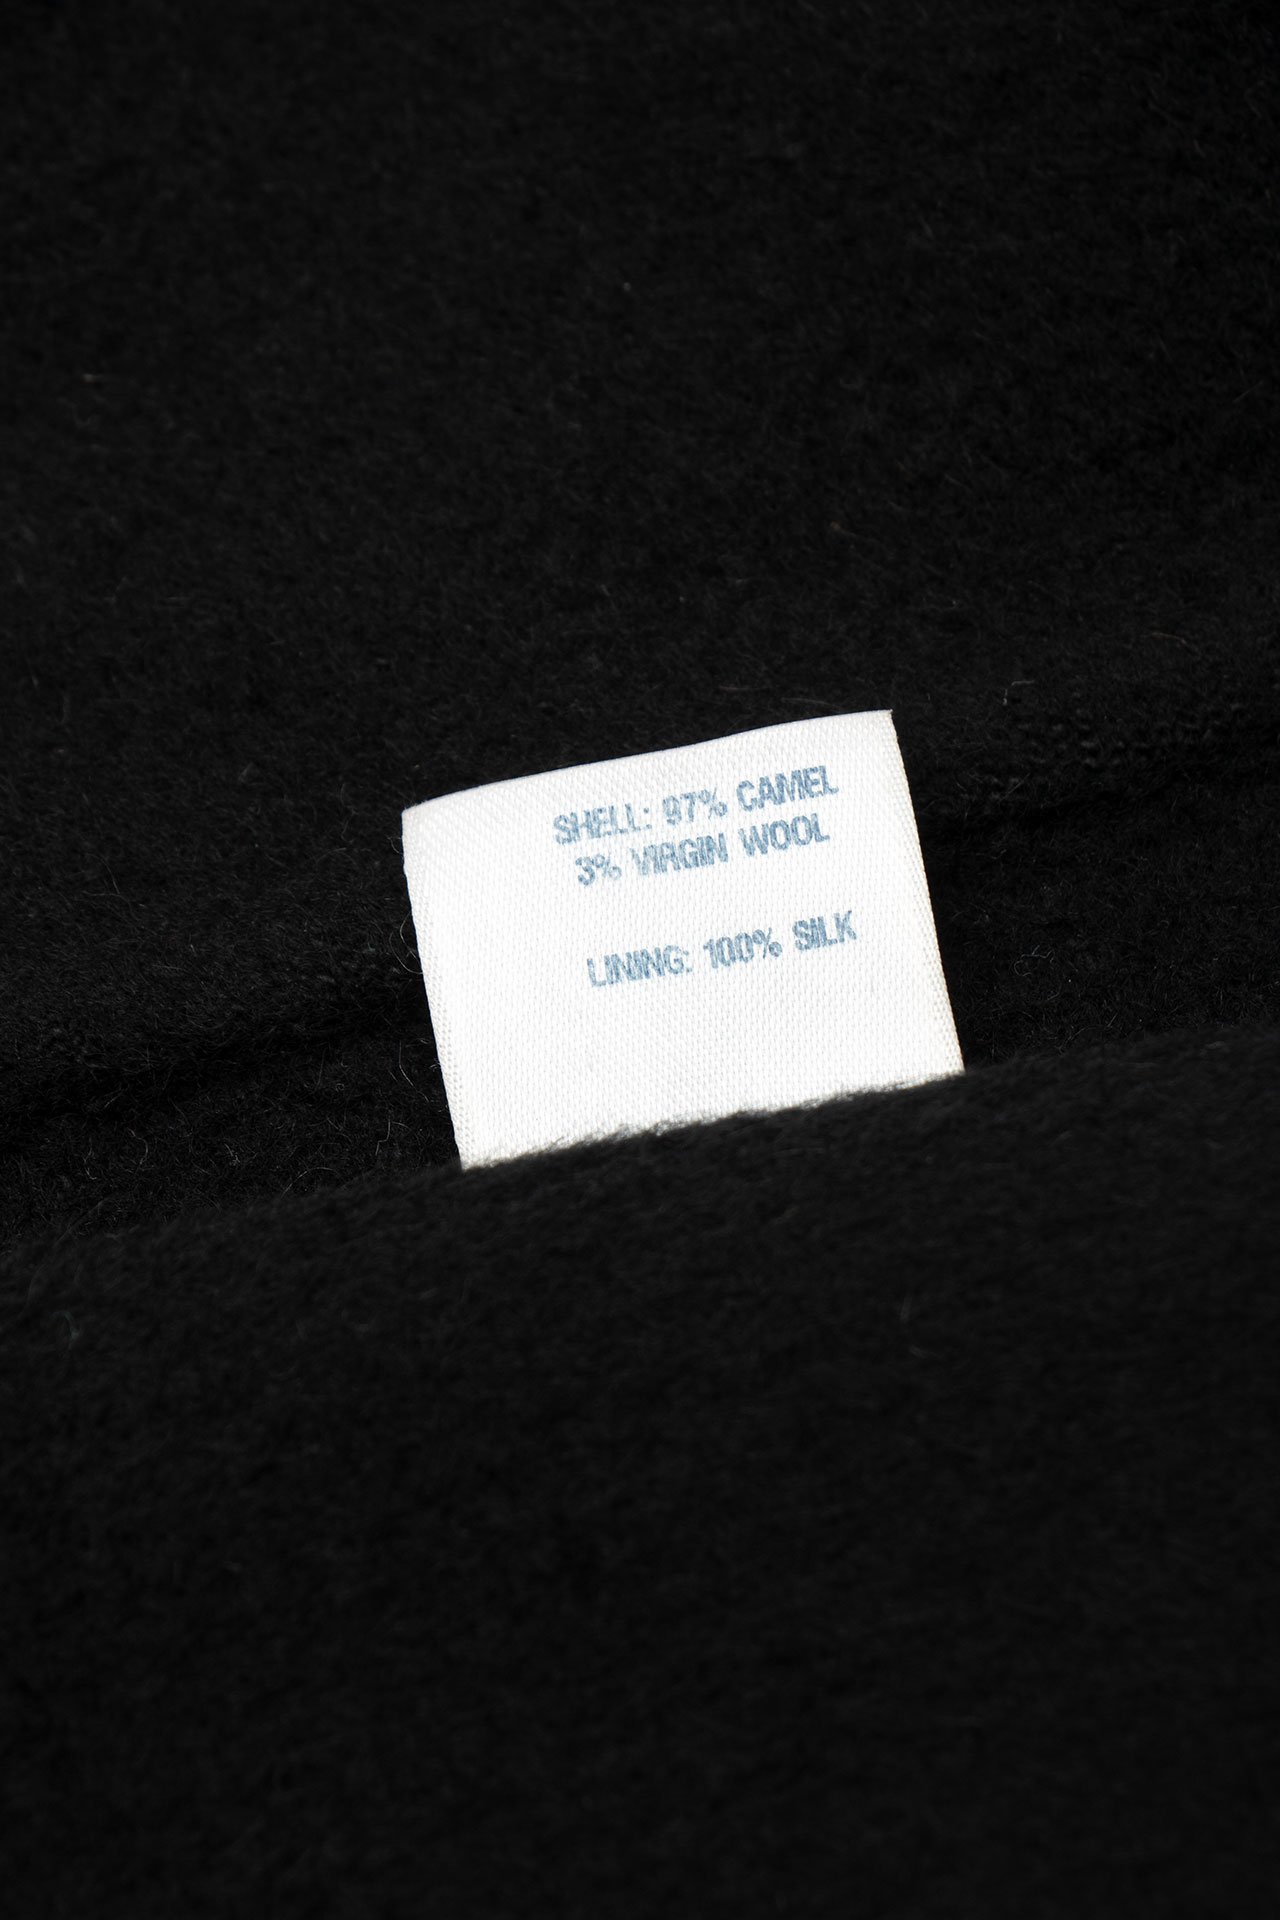 SHELL: 97% CAMEL
3% VIRGIN WOOL
LINING: 100% SILK